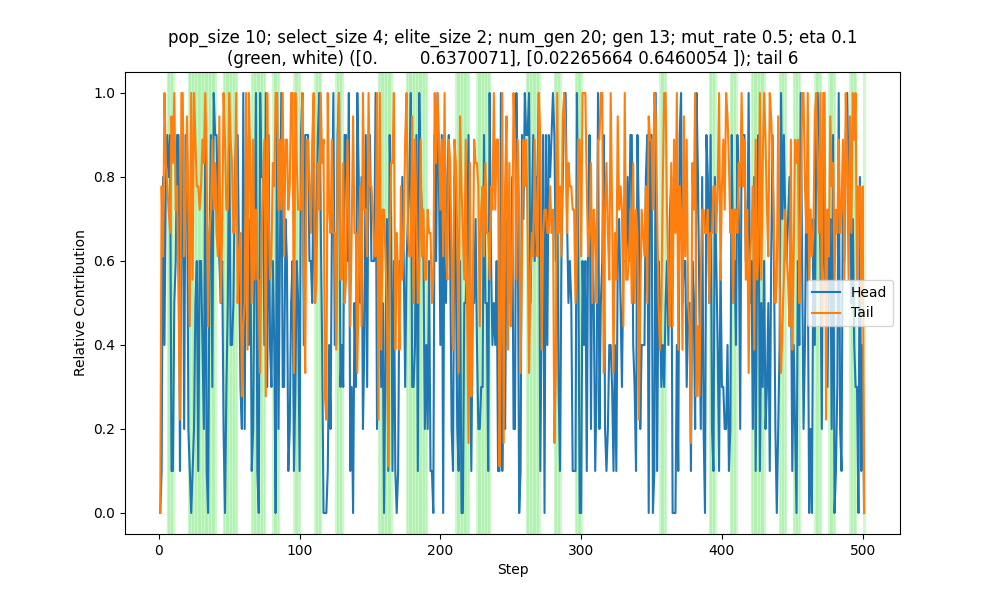 pop_size 10; select_size 4; elite_size 2; num_gen 20; gen 13; mut_rate 0.5; eta 0.1
(green, white) ([0.        0.6370071], [0.02265664 0.6460054 ]); tail 6
Relative Contribution
1.0
0.8
0.6
0.4
0.2
0.0
Head
Tail
0 100 200 300 400 500
Step